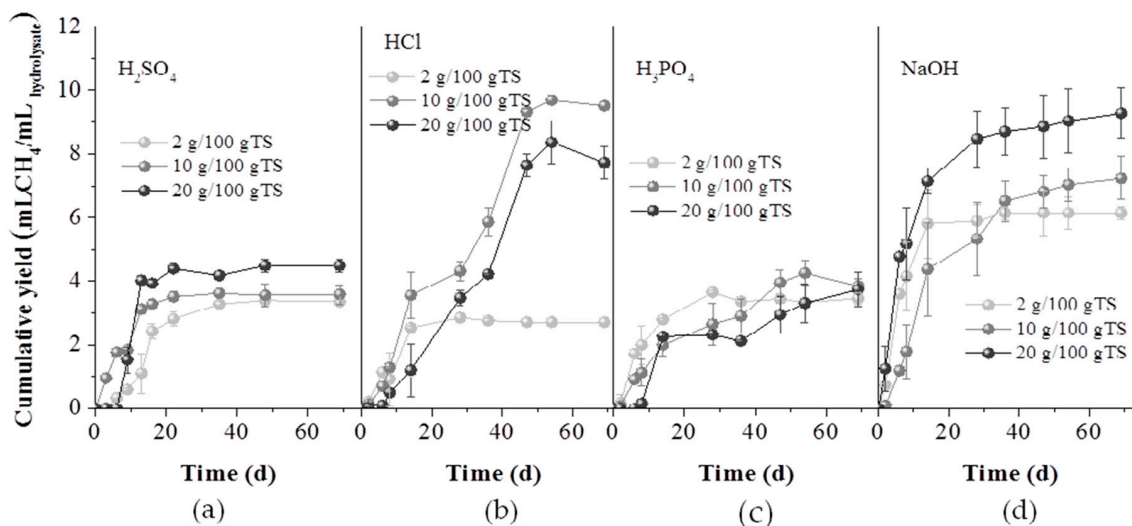 Cumulative yield (mLCH₄/mL hydrolysate)
12
10
8
6
4
2
0
H₂SO₄
2 g/100 gTS
10 g/100 gTS
20 g/100 gTS
0 20 40 60
Time (d)
(a)
HCl
2 g/100 gTS
10 g/100 gTS
20 g/100 gTS
0 20 40 60
Time (d)
(b)
H₃PO₄
2 g/100 gTS
10 g/100 gTS
20 g/100 gTS
0 20 40 60
Time (d)
(c)
NaOH
2 g/100 gTS
10 g/100 gTS
20 g/100 gTS
0 20 40 60
Time (d)
(d)